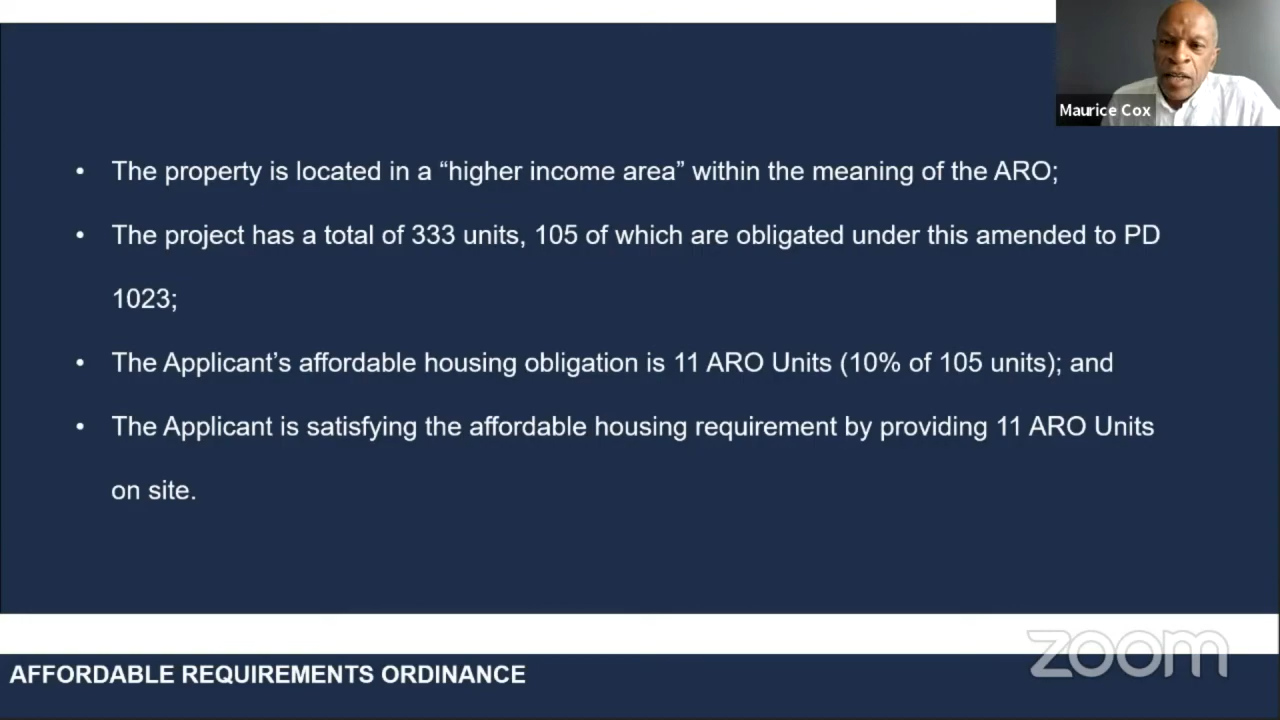 Maurice Cox
• The property is located in a “higher income area” within the meaning of the ARO;
• The project has a total of 333 units, 105 of which are obligated under this amended to PD
1023;
• The Applicant’s affordable housing obligation is 11 ARO Units (10% of 105 units); and
• The Applicant is satisfying the affordable housing requirement by providing 11 ARO Units
on site.
zoom
AFFORDABLE REQUIREMENTS ORDINANCE